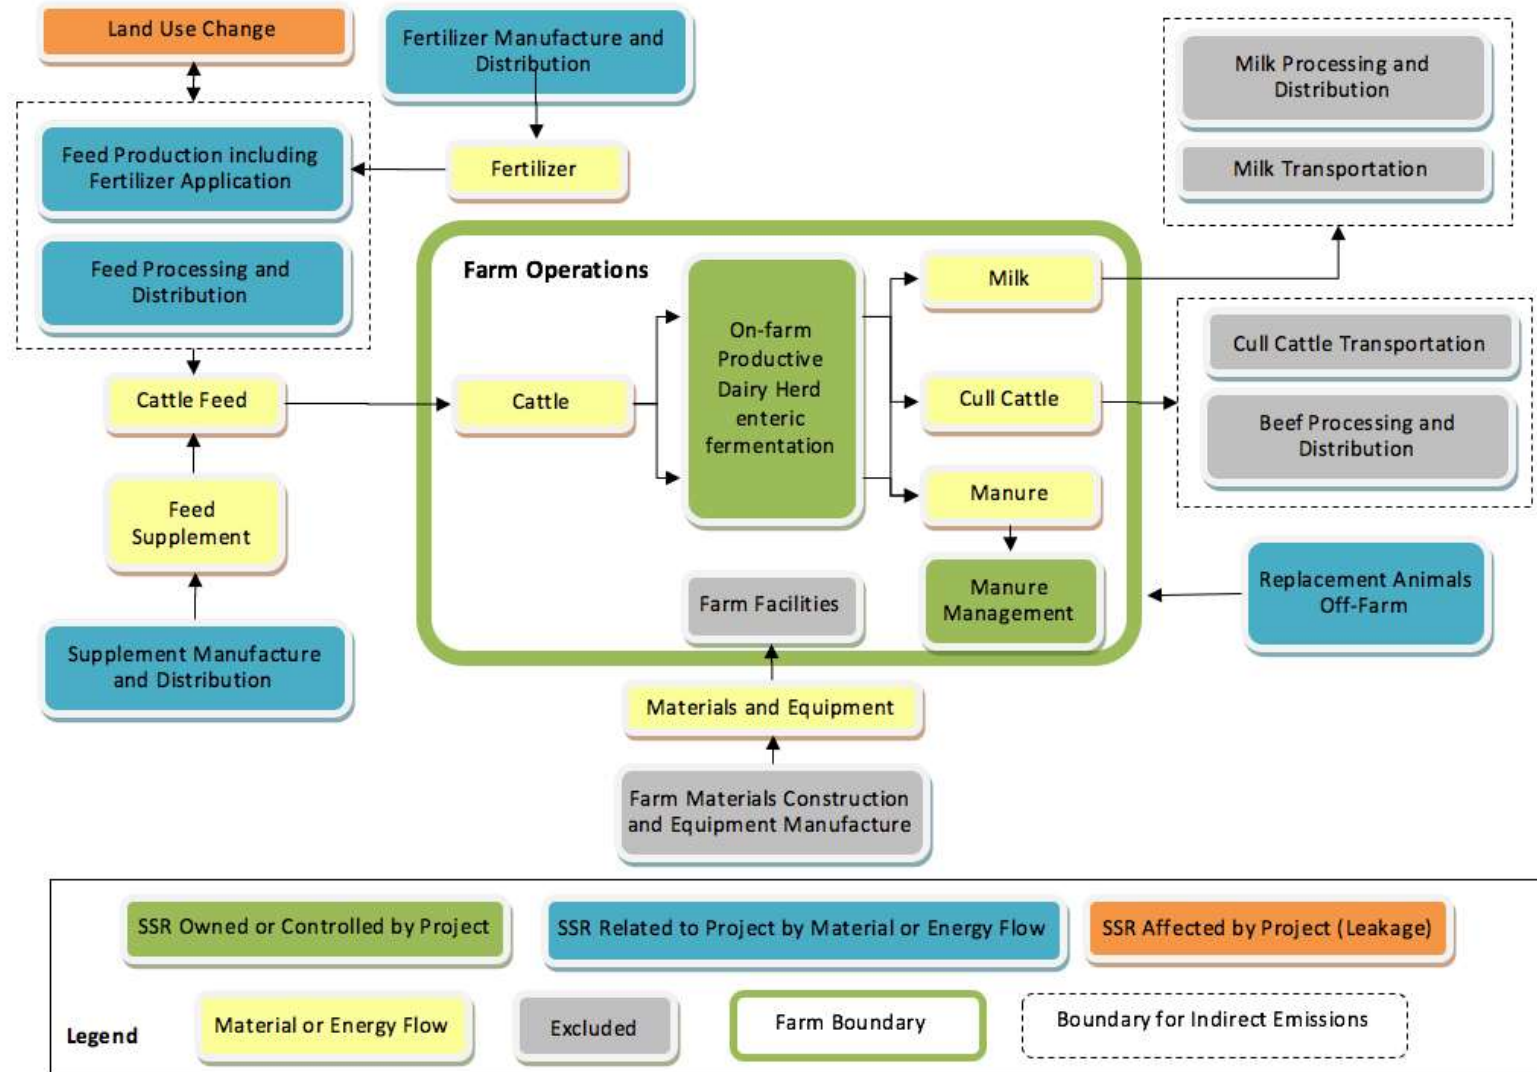 Land Use Change
Fertilizer Manufacture and
Distribution
Milk Processing and
Distribution
Feed Production including
Fertilizer Application
Fertilizer
Milk Transportation
Feed Processing and
Distribution
Farm Operations
Milk
On-farm
Productive
Dairy Herd
enteric
fermentation
Cull Cattle Transportation
Cattle Feed
Cattle
Cull Cattle
Beef Processing and
Distribution
Feed
Supplement
Manure
Farm Facilities
Manure
Management
Replacement Animals
Off-Farm
Supplement Manufacture
and Distribution
Materials and Equipment
Farm Materials Construction
and Equipment Manufacture
SSR Owned or Controlled by Project
SSR Related to Project by Material or Energy Flow
SSR Affected by Project (Leakage)
Legend
Material or Energy Flow
Excluded
Farm Boundary
Boundary for Indirect Emissions